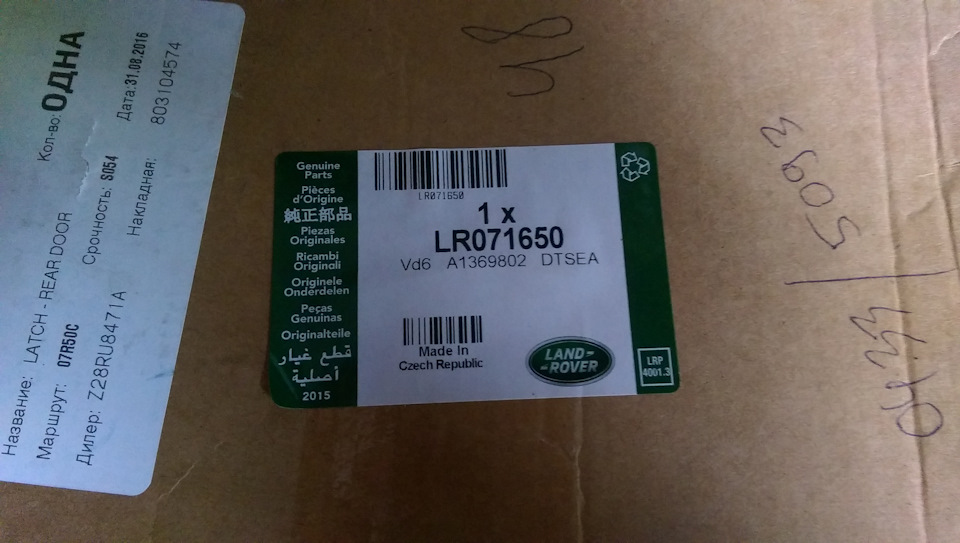 Название: LATCH - REAR DOOR Кол-во: ОДНА
Маршрут: 07R50C Срочность: S054 Дата: 31.08.2016
Дилер: Z28RU8471A Накладная: 803104574
Genuine
Parts
Pièces
d'Origine
純正部品
Piezas
Originales
Ricambi
Originali
Originele
Onderdelen
Peças
Genuinas
Originalteile
قطع غيار
أصلية
2015
LR071650
1 x
LR071650
Vd6 A1369802 DTSEA
Made In
Czech Republic
LAND-
-ROVER
LRP
4001.3
5093